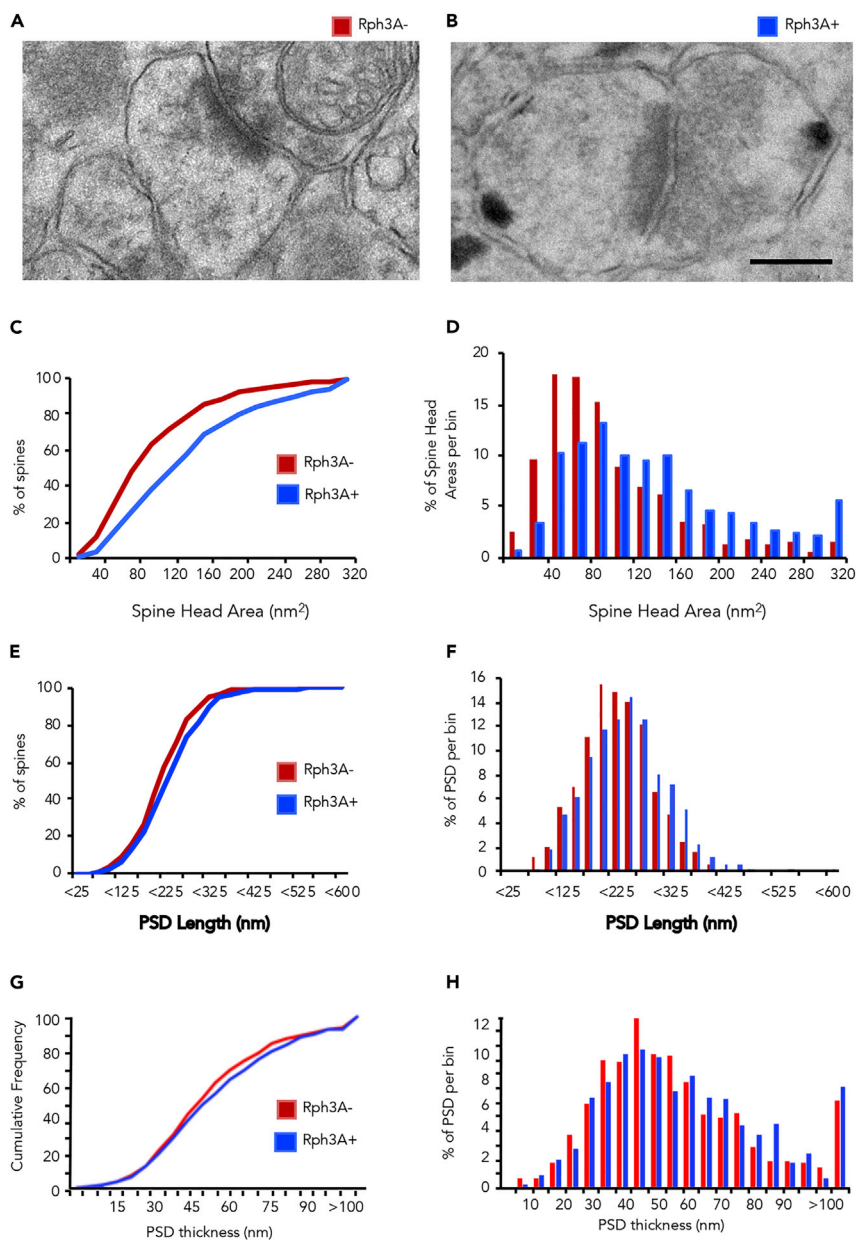 A
Rph3A-
B
Rph3A+
C
100
80
60
40
20
0
% of spines
Rph3A-
Rph3A+
40 80 120 160 200 240 280 320
Spine Head Area (nm²)
D
20
15
10
5
0
% of Spine Head
Areas per bin
40 80 120 160 200 240 280 320
Spine Head Area (nm²)
E
100
80
60
40
20
0
% of spines
Rph3A-
Rph3A+
<25 <125 <225 <325 <425 <525 <600
PSD Length (nm)
F
16
14
12
10
8
6
4
2
0
% of PSD per bin
<25 <125 <225 <325 <425 <525 <600
PSD Length (nm)
G
100
80
60
40
20
0
Cumulative Frequency
Rph3A-
Rph3A+
15 30 45 60 75 90 >100
PSD thickness (nm)
H
12
10
8
6
4
2
0
% of PSD per bin
10 20 30 40 50 60 70 80 90 >100
PSD thickness (nm)